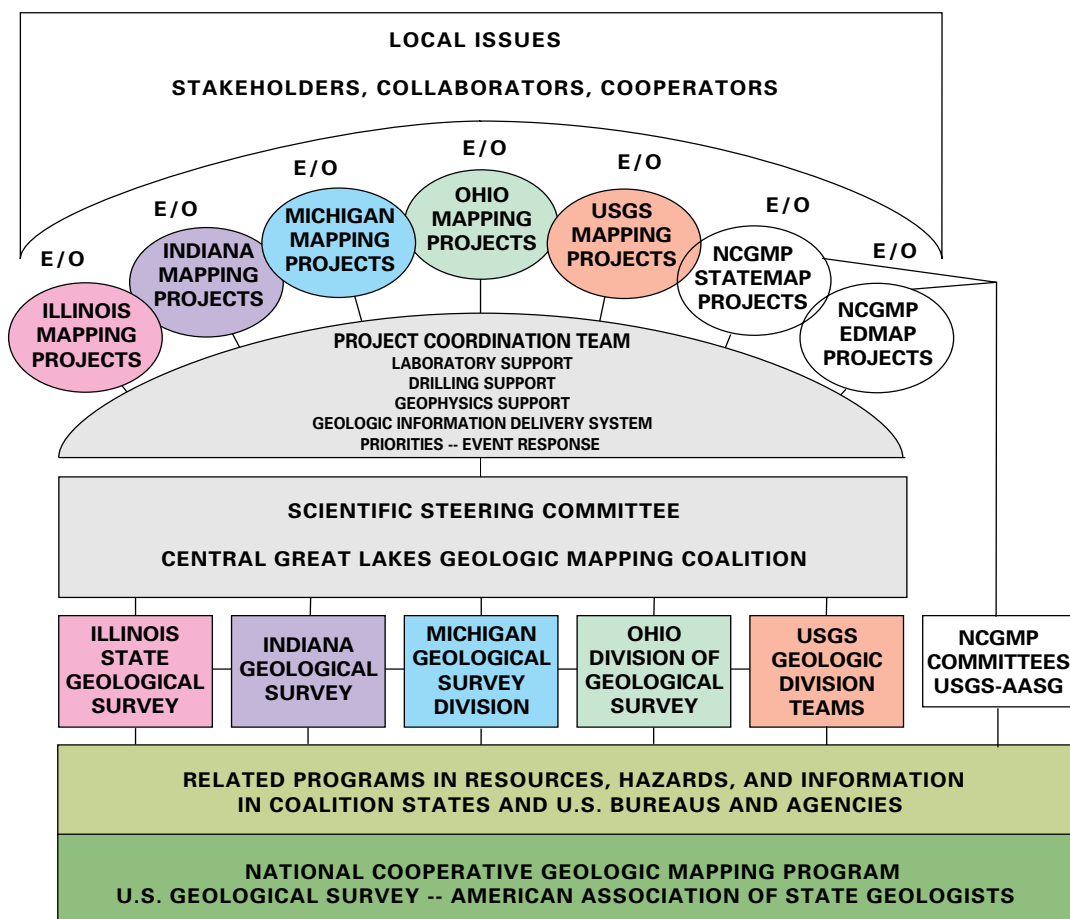 LOCAL ISSUES
STAKEHOLDERS, COLLABORATORS, COOPERATORS
E/O
E/O
E/O
E/O
E/O
E/O
E/O
ILLINOIS
MAPPING
PROJECTS
INDIANA
MAPPING
PROJECTS
MICHIGAN
MAPPING
PROJECTS
OHIO
MAPPING
PROJECTS
USGS
MAPPING
PROJECTS
NCGMP
STATEMAP
PROJECTS
NCGMP
EDMAP
PROJECTS
PROJECT COORDINATION TEAM
LABORATORY SUPPORT
DRILLING SUPPORT
GEOPHYSICS SUPPORT
GEOLOGIC INFORMATION DELIVERY SYSTEM
PRIORITIES -- EVENT RESPONSE
SCIENTIFIC STEERING COMMITTEE
CENTRAL GREAT LAKES GEOLOGIC MAPPING COALITION
ILLINOIS
STATE
GEOLOGICAL
SURVEY
INDIANA
GEOLOGICAL
SURVEY
MICHIGAN
GEOLOGICAL
SURVEY
DIVISION
OHIO
DIVISION OF
GEOLOGICAL
SURVEY
USGS
GEOLOGIC
DIVISION
TEAMS
NCGMP
COMMITTEES
USGS-AASG
RELATED PROGRAMS IN RESOURCES, HAZARDS, AND INFORMATION
IN COALITION STATES AND U.S. BUREAUS AND AGENCIES
NATIONAL COOPERATIVE GEOLOGIC MAPPING PROGRAM
U.S. GEOLOGICAL SURVEY -- AMERICAN ASSOCIATION OF STATE GEOLOGISTS